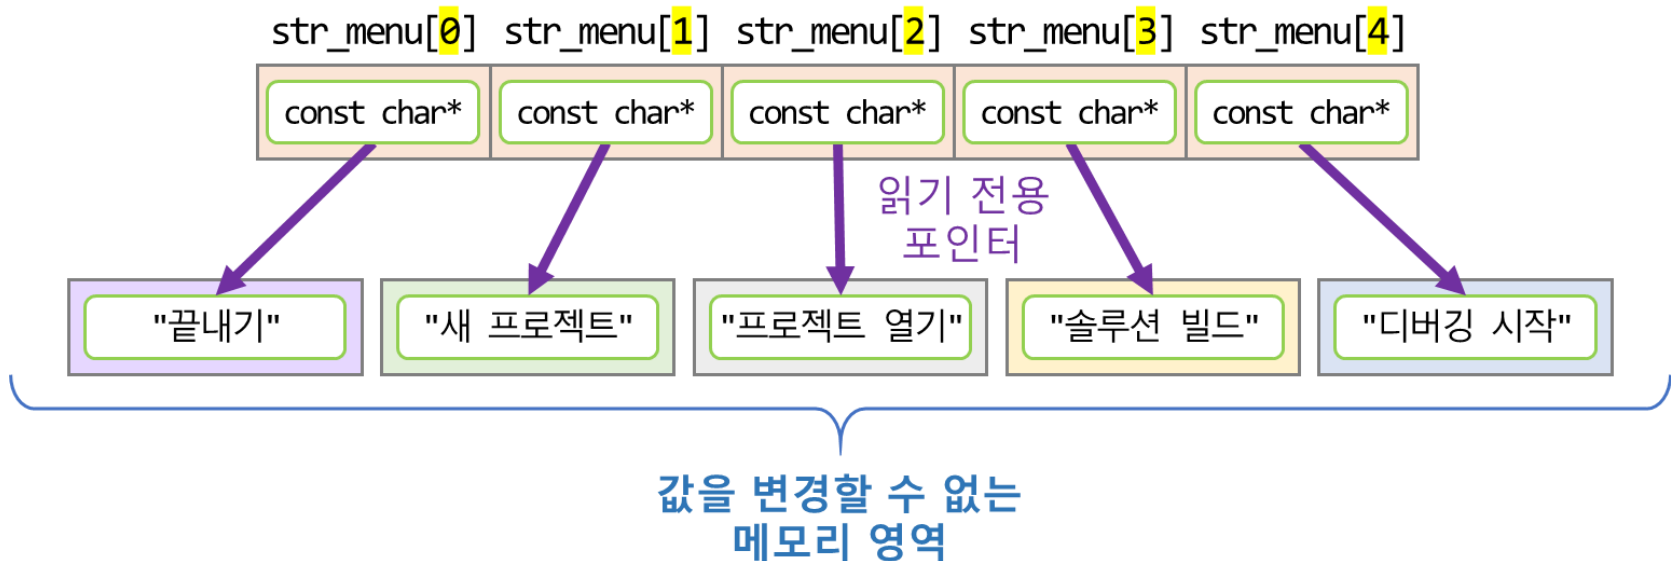 str_menu[0] str_menu[1] str_menu[2] str_menu[3] str_menu[4]
const char* const char* const char* const char* const char*
읽기 전용
포인터
"끝내기" "새 프로젝트" "프로젝트 열기" "솔루션 빌드" "디버깅 시작"
값을 변경할 수 없는
메모리 영역